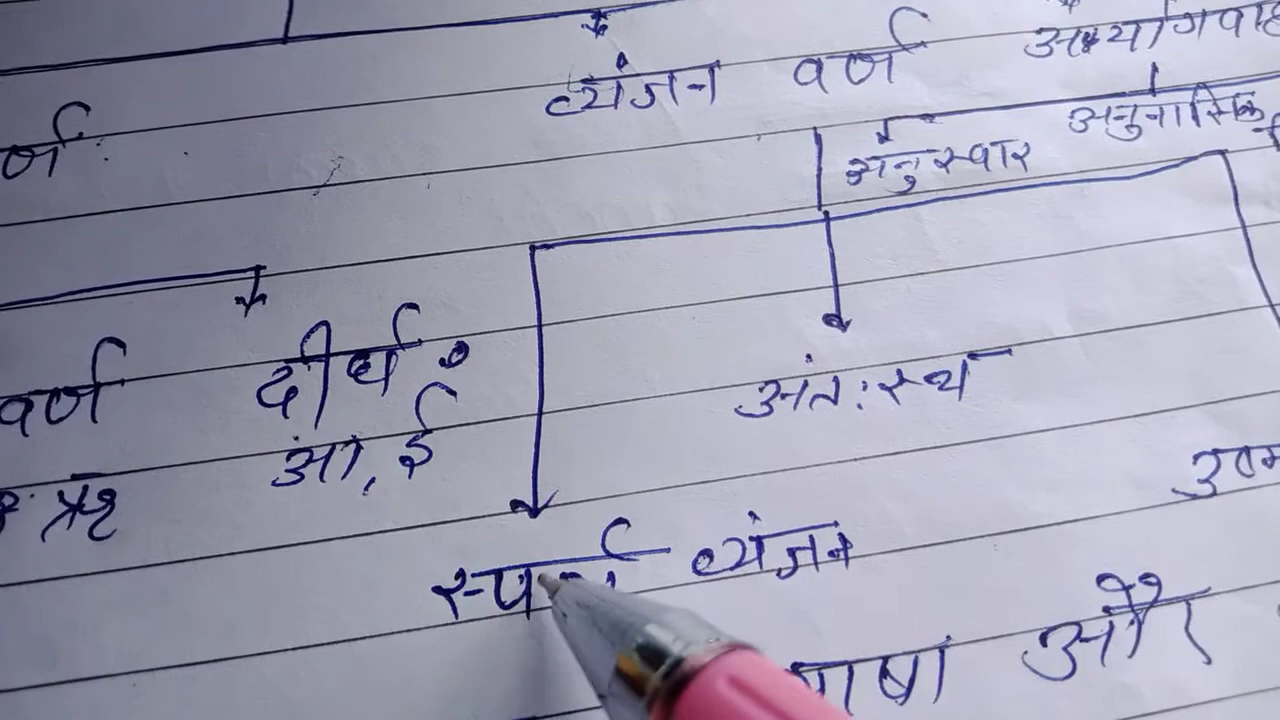 व्यंजन वर्ण
अनुनासिक
अनुस्वार
वर्ण दीर्घ
अंतःस्थ
आ, ई
ऋ
स्पर्श व्यंजन
और